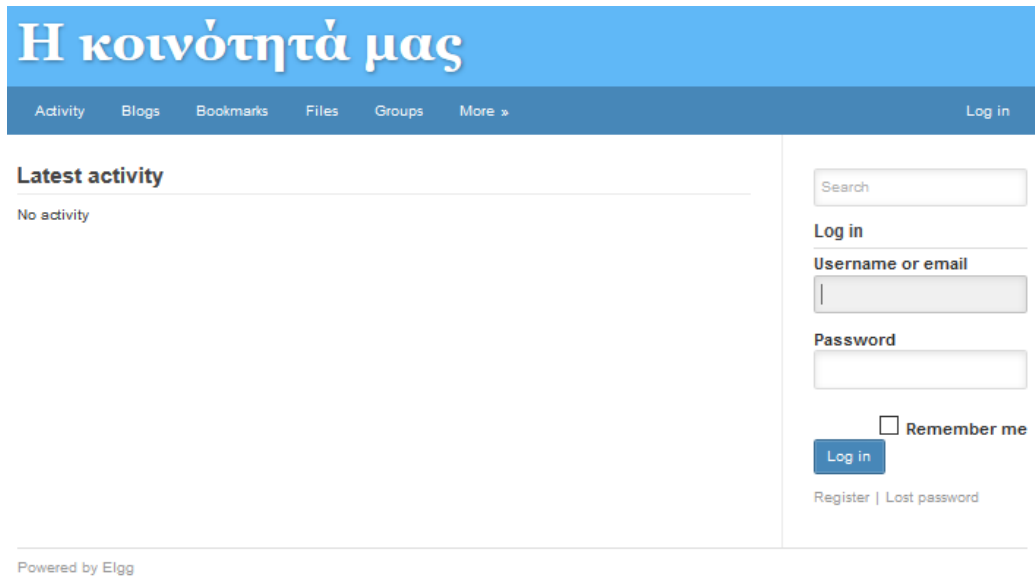 Η κοινότητά μας
Activity Blogs Bookmarks Files Groups More » Log in
Latest activity
No activity
Search
Log in
Username or email
Password
Remember me
Log in
Register | Lost password
Powered by Elgg